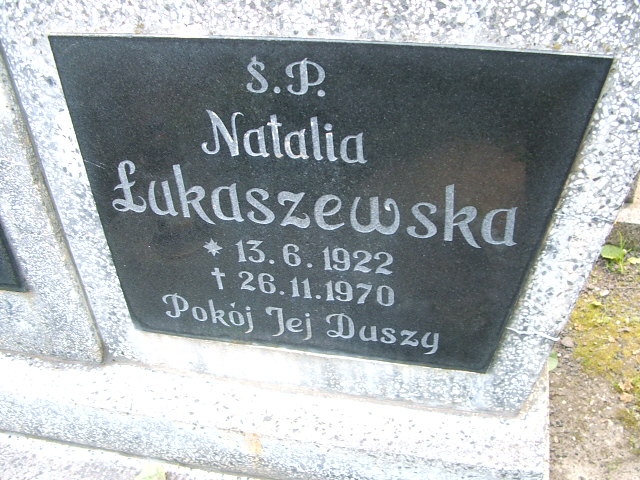 Ś.P.
Natalia
Łukaszewska
* 13.6.1922
† 26.11.1970
Pokój Jej Duszy